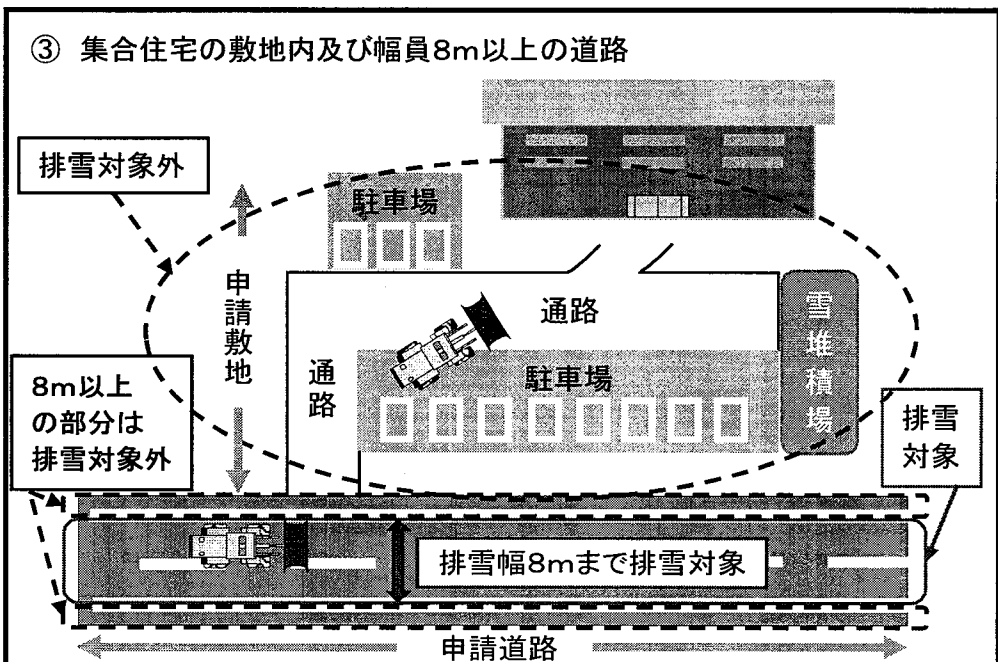 ③ 集合住宅の敷地内及び幅員8m以上の道路
排雪対象外
駐車場
申請敷地
通路
通路
駐車場
雪堆積場
8m以上
の部分は
排雪対象外
排雪
対象
排雪幅8mまで排雪対象
申請道路